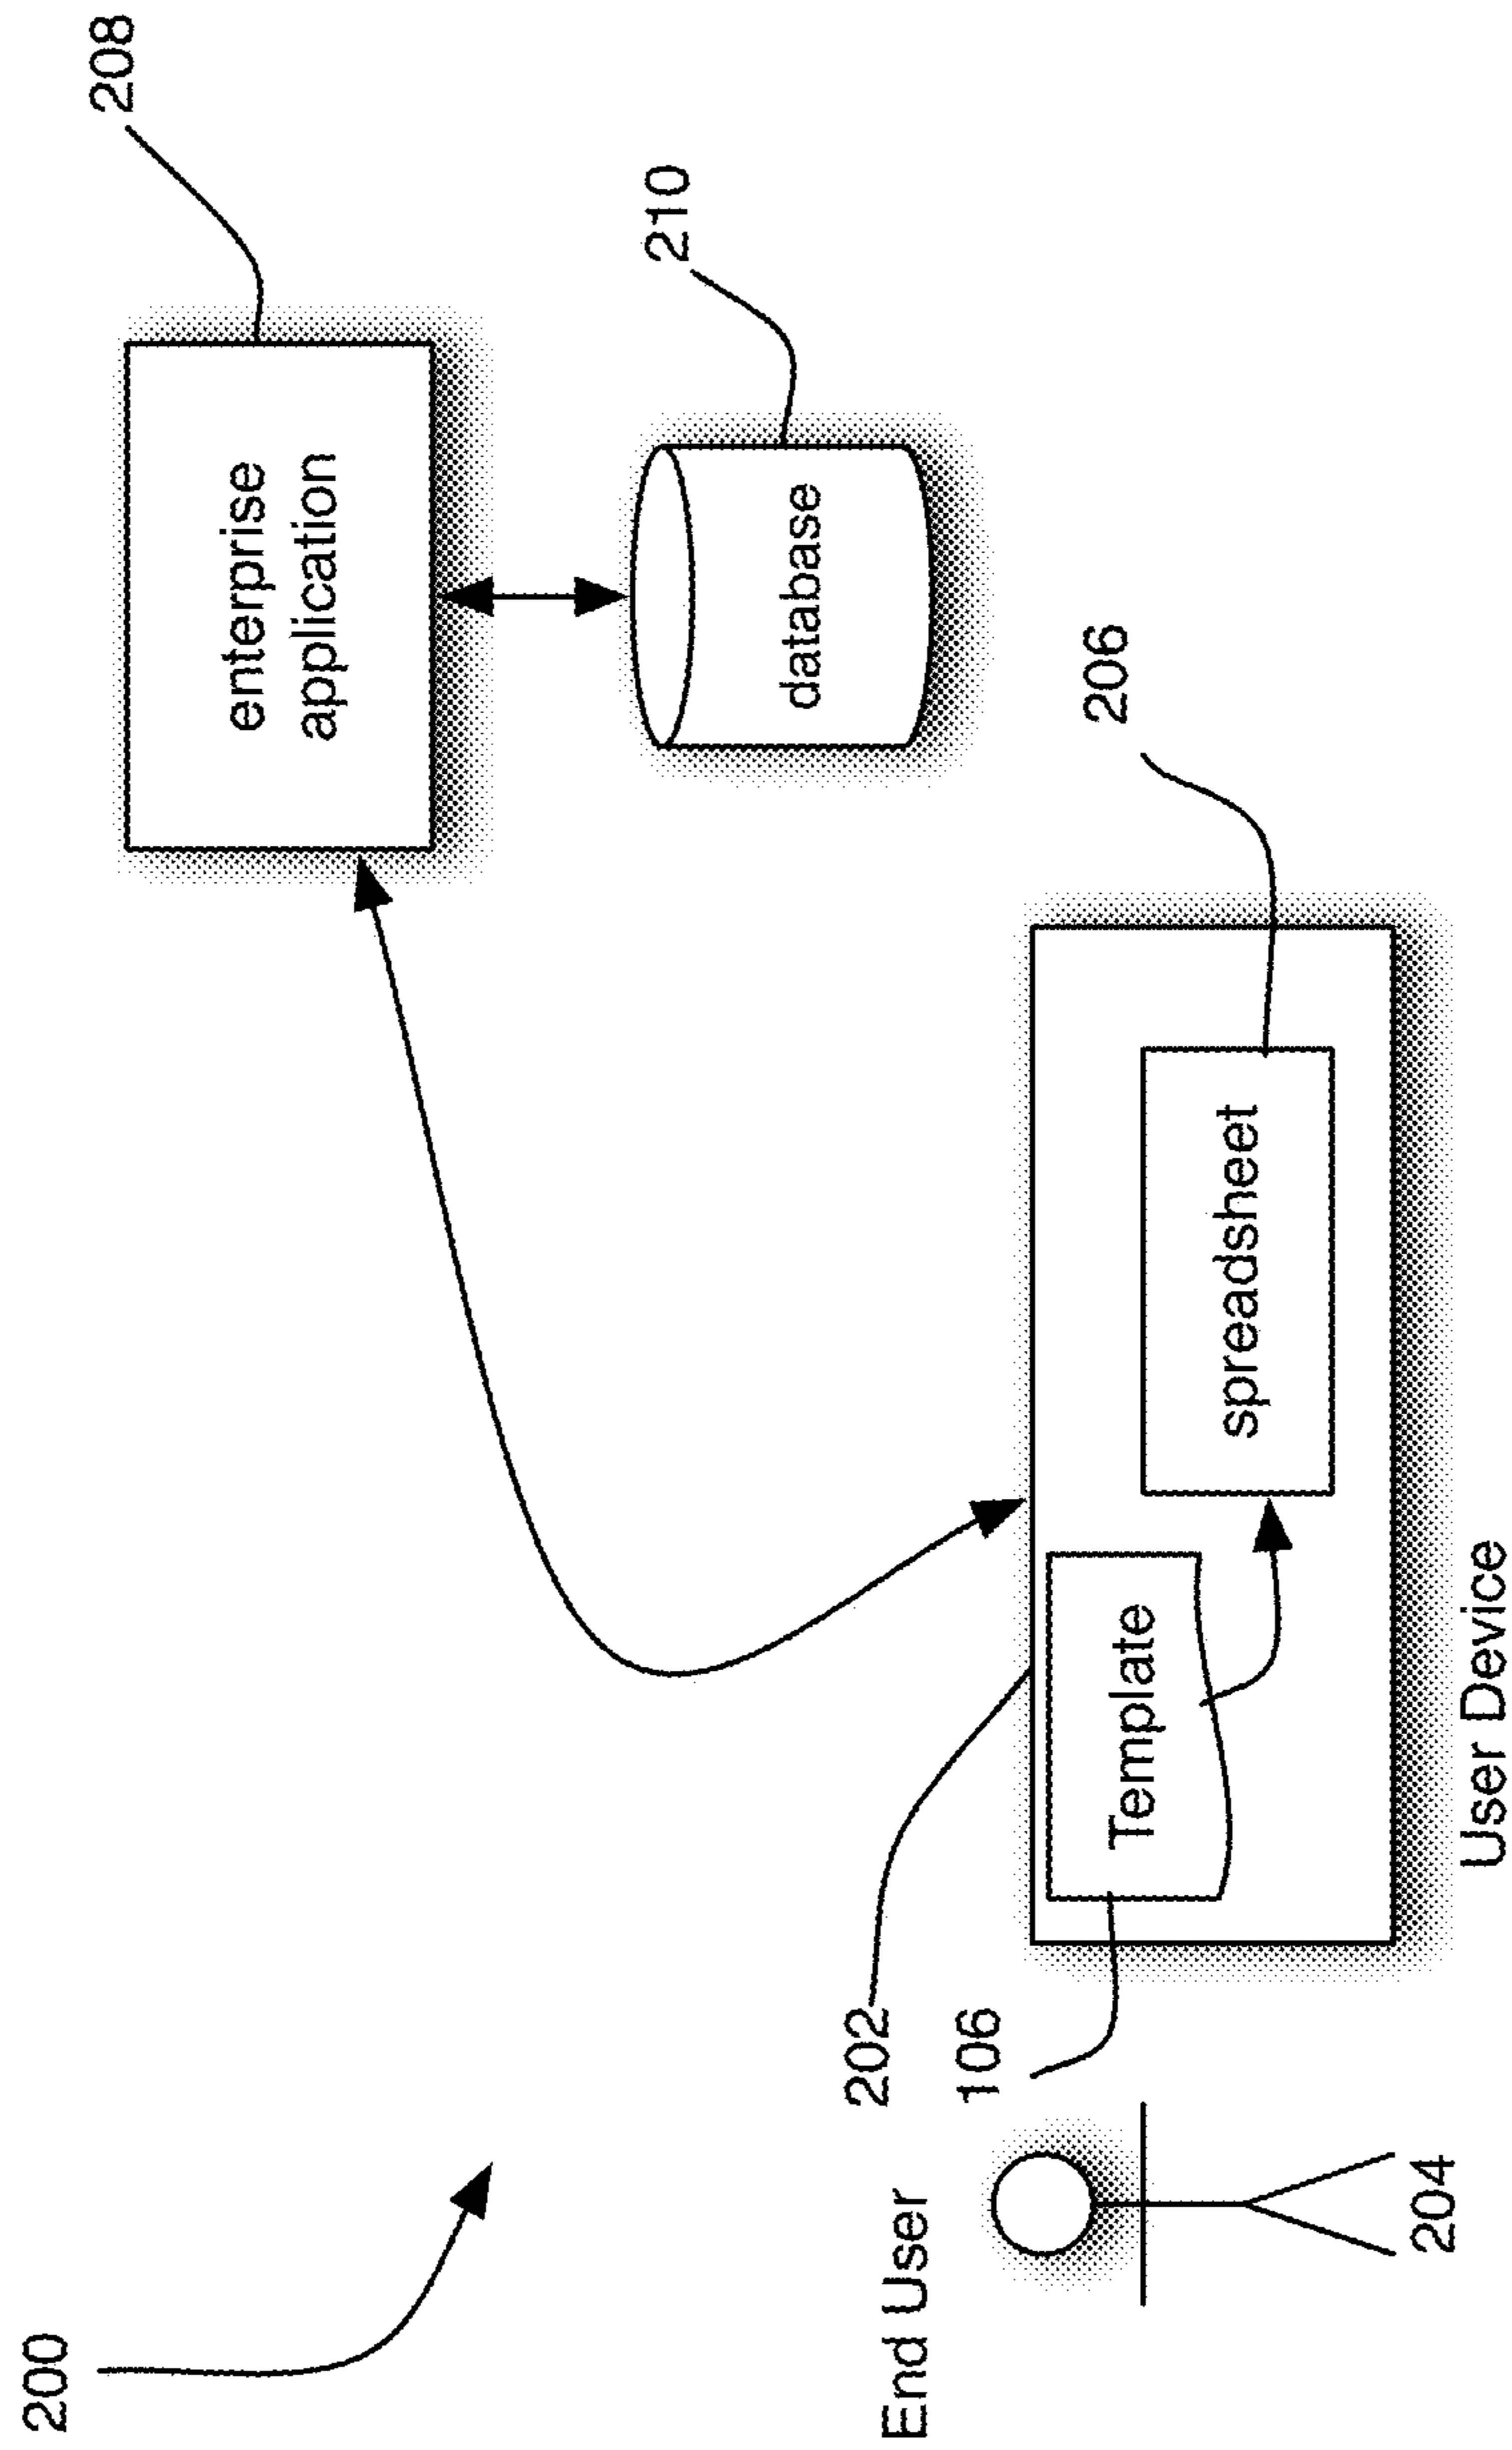 200
208
enterprise
application
210
database
206
202
106
End User
Template
spreadsheet
204
User Device